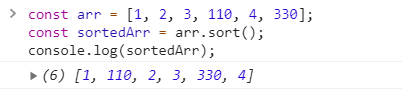 > const arr = [1, 2, 3, 110, 4, 330];
const sortedArr = arr.sort();
console.log(sortedArr);
▶ (6) [1, 110, 2, 3, 330, 4]